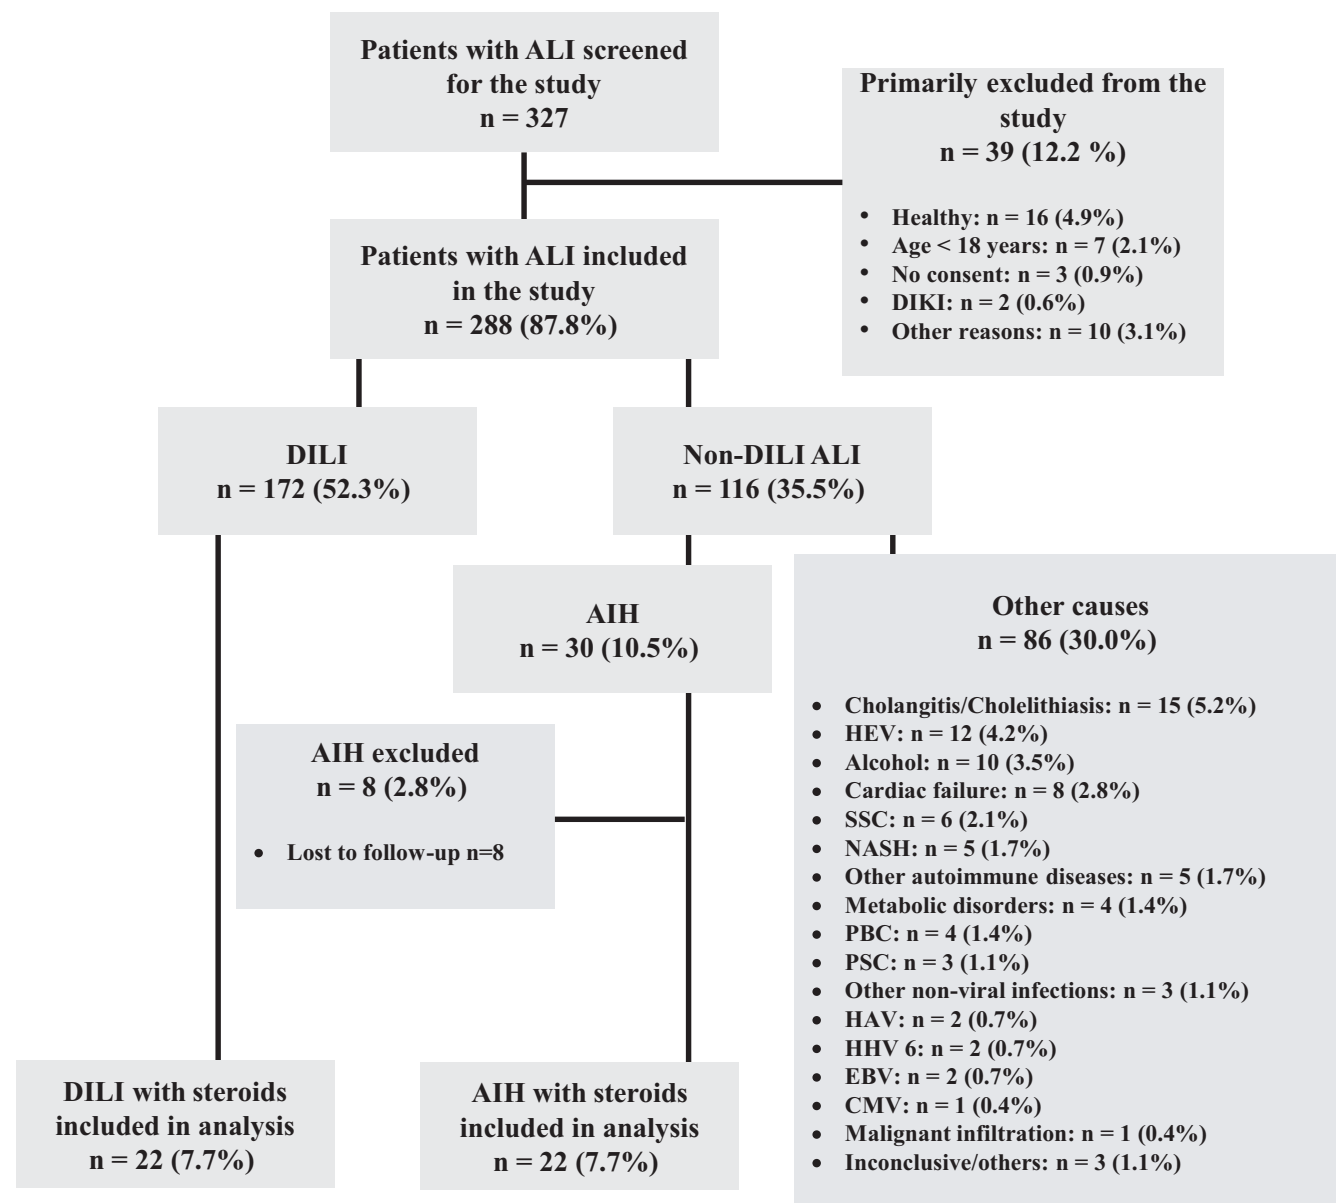 Patients with ALI screened
for the study
n = 327
Primarily excluded from the
study
n = 39 (12.2 %)
• Healthy: n = 16 (4.9%)
• Age < 18 years: n = 7 (2.1%)
• No consent: n = 3 (0.9%)
• DIKI: n = 2 (0.6%)
• Other reasons: n = 10 (3.1%)
Patients with ALI included
in the study
n = 288 (87.8%)
DILI
n = 172 (52.3%)
Non-DILI ALI
n = 116 (35.5%)
AIH
n = 30 (10.5%)
Other causes
n = 86 (30.0%)
• Cholangitis/Cholelithiasis: n = 15 (5.2%)
• HEV: n = 12 (4.2%)
• Alcohol: n = 10 (3.5%)
• Cardiac failure: n = 8 (2.8%)
• SSC: n = 6 (2.1%)
• NASH: n = 5 (1.7%)
• Other autoimmune diseases: n = 5 (1.7%)
• Metabolic disorders: n = 4 (1.4%)
• PBC: n = 4 (1.4%)
• PSC: n = 3 (1.1%)
• Other non-viral infections: n = 3 (1.1%)
• HAV: n = 2 (0.7%)
• HHV 6: n = 2 (0.7%)
• EBV: n = 2 (0.7%)
• CMV: n = 1 (0.4%)
• Malignant infiltration: n = 1 (0.4%)
• Inconclusive/others: n = 3 (1.1%)
AIH excluded
n = 8 (2.8%)
• Lost to follow-up n=8
DILI with steroids
included in analysis
n = 22 (7.7%)
AIH with steroids
included in analysis
n = 22 (7.7%)